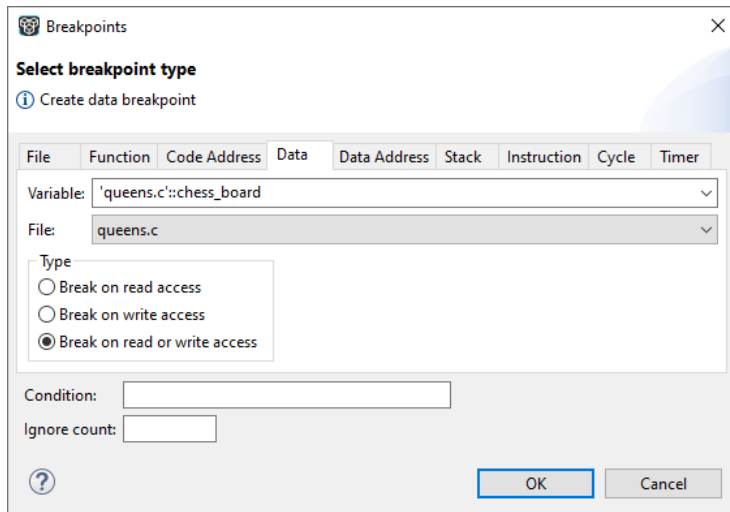 Breakpoints
Select breakpoint type
Create data breakpoint
File Function Code Address Data Data Address Stack Instruction Cycle Timer
Variable: 'queens.c'::chess_board
File: queens.c
Type
Break on read access
Break on write access
Break on read or write access
Condition:
Ignore count:
OK Cancel